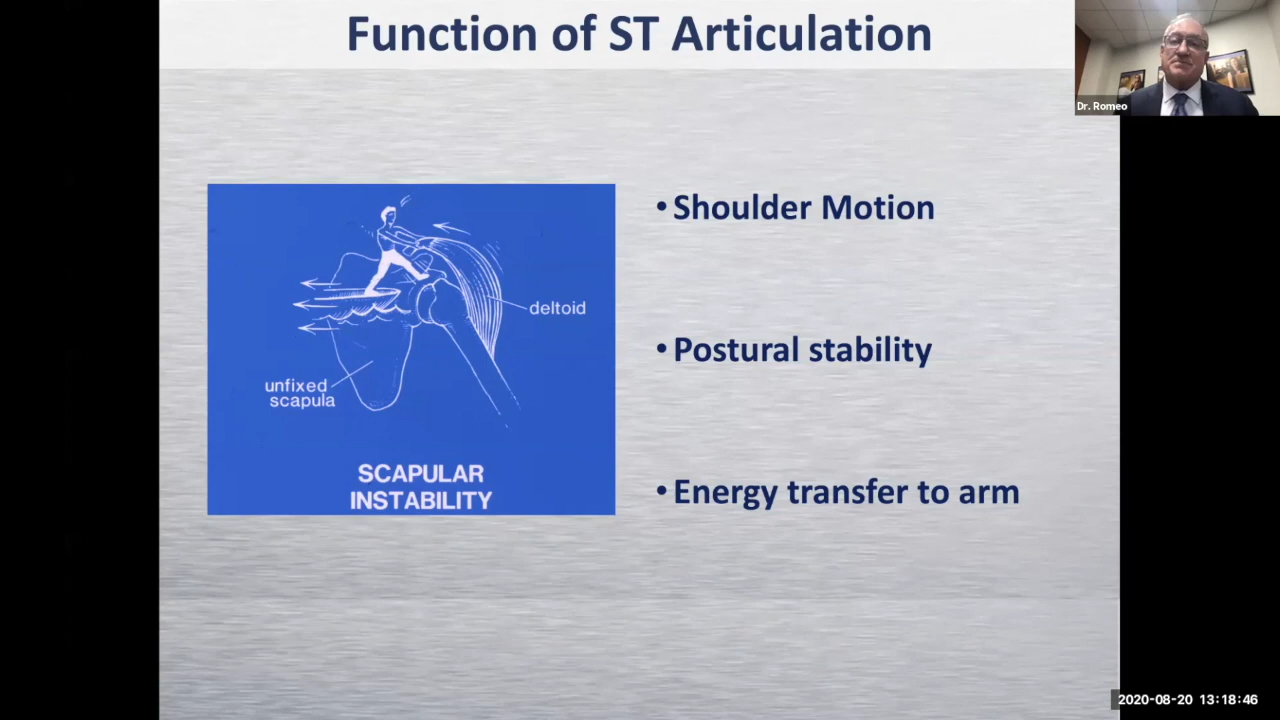 Function of ST Articulation
Dr. Romeo
deltoid
unfixed
scapula
SCAPULAR
INSTABILITY
• Shoulder Motion
• Postural stability
• Energy transfer to arm
2020-08-20 13:18:46